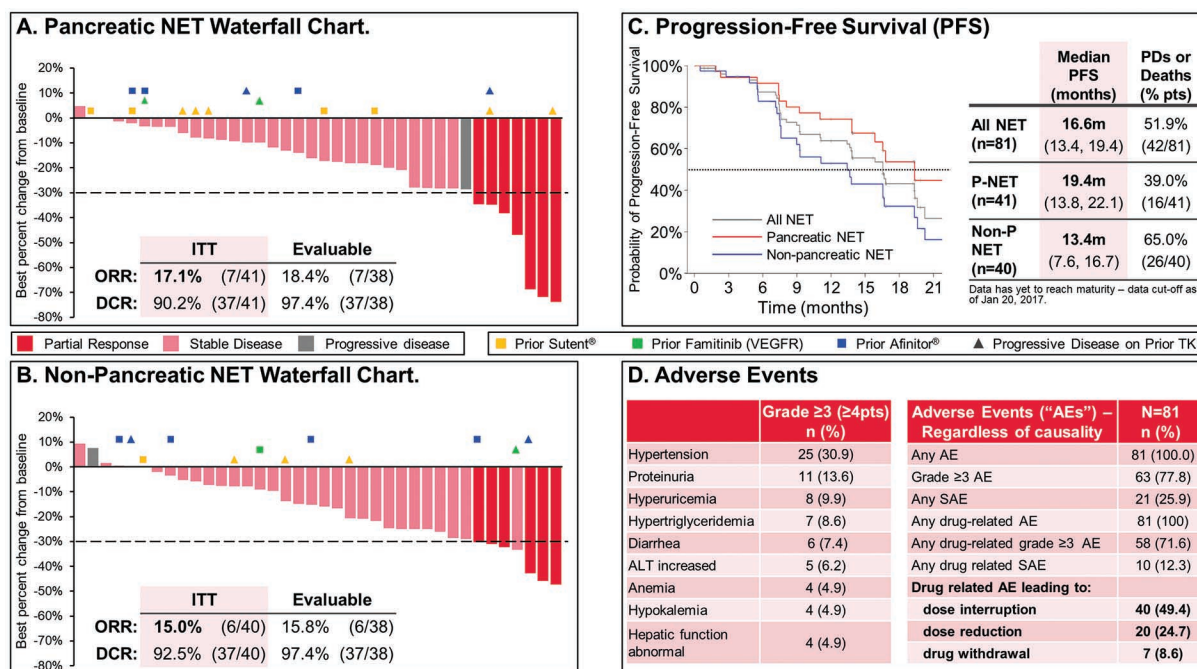 A. Pancreatic NET Waterfall Chart.
Best percent change from baseline
20%
10%
0%
-10%
-20%
-30%
-40%
-50%
-60%
-70%
-80%
ITT Evaluable
ORR: 17.1% (7/41) 18.4% (7/38)
DCR: 90.2% (37/41) 97.4% (37/38)
C. Progression-Free Survival (PFS)
Probability of Progression-Free Survival
100%
80%
60%
40%
20%
0%
All NET
Pancreatic NET
Non-pancreatic NET
0 3 6 9 12 15 18 21
Time (months)
Median PDs or
PFS Deaths
(months) (% pts)
All NET 16.6m 51.9%
(n=81) (13.4, 19.4) (42/81)
P-NET 19.4m 39.0%
(n=41) (13.8, 22.1) (16/41)
Non-P 13.4m 65.0%
NET
(n=40) (7.6, 16.7) (26/40)
Data has yet to reach maturity – data cut-off as
of Jan 20, 2017.
Partial Response Stable Disease Progressive disease
Prior Sutent® Prior Famitinib (VEGFR) Prior Afinitor® Progressive Disease on Prior TK
B. Non-Pancreatic NET Waterfall Chart.
Best percent change from baseline
20%
10%
0%
-10%
-20%
-30%
-40%
-50%
-60%
-70%
-80%
ITT Evaluable
ORR: 15.0% (6/40) 15.8% (6/38)
DCR: 92.5% (37/40) 97.4% (37/38)
D. Adverse Events
Grade ≥3 (≥4pts)
n (%)
Hypertension 25 (30.9)
Proteinuria 11 (13.6)
Hyperuricemia 8 (9.9)
Hypertriglyceridemia 7 (8.6)
Diarrhea 6 (7.4)
ALT increased 5 (6.2)
Anemia 4 (4.9)
Hypokalemia 4 (4.9)
Hepatic function
abnormal 4 (4.9)
Adverse Events (“AEs”) – N=81
Regardless of causality n (%)
Any AE 81 (100.0)
Grade ≥3 AE 63 (77.8)
Any SAE 21 (25.9)
Any drug-related AE 81 (100)
Any drug-related grade ≥3 AE 58 (71.6)
Any drug related SAE 10 (12.3)
Drug related AE leading to:
dose interruption 40 (49.4)
dose reduction 20 (24.7)
drug withdrawal 7 (8.6)